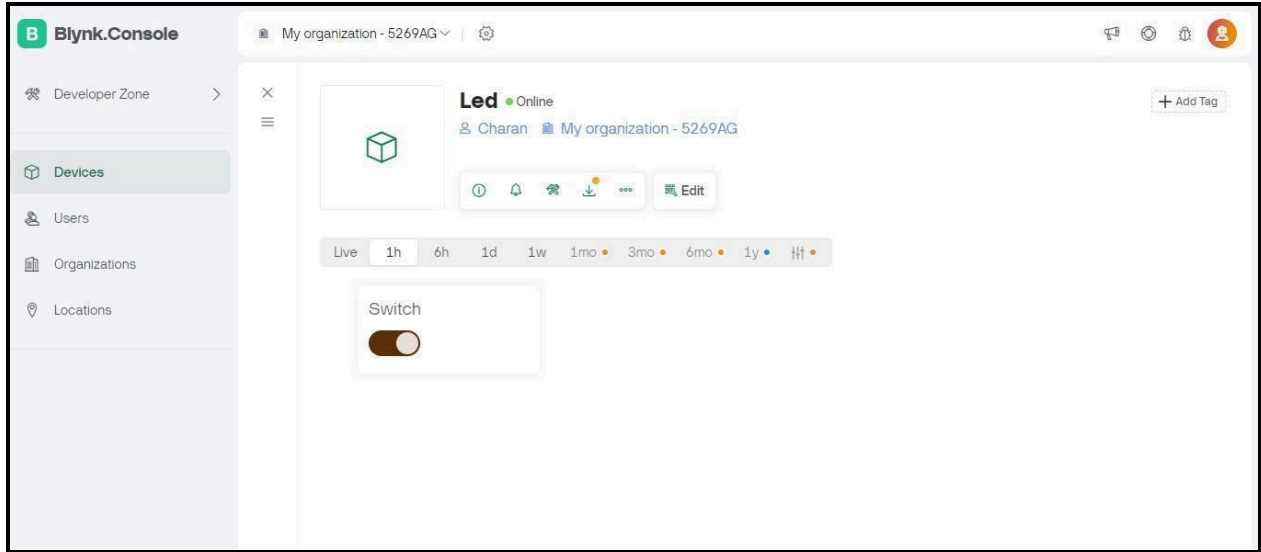 B Blynk.Console
My organization - 5269AG
Developer Zone
Devices
Users
Organizations
Locations
Led Online
Charan My organization - 5269AG
+ Add Tag
Edit
Live 1h 6h 1d 1w 1mo 3mo 6mo 1y
Switch